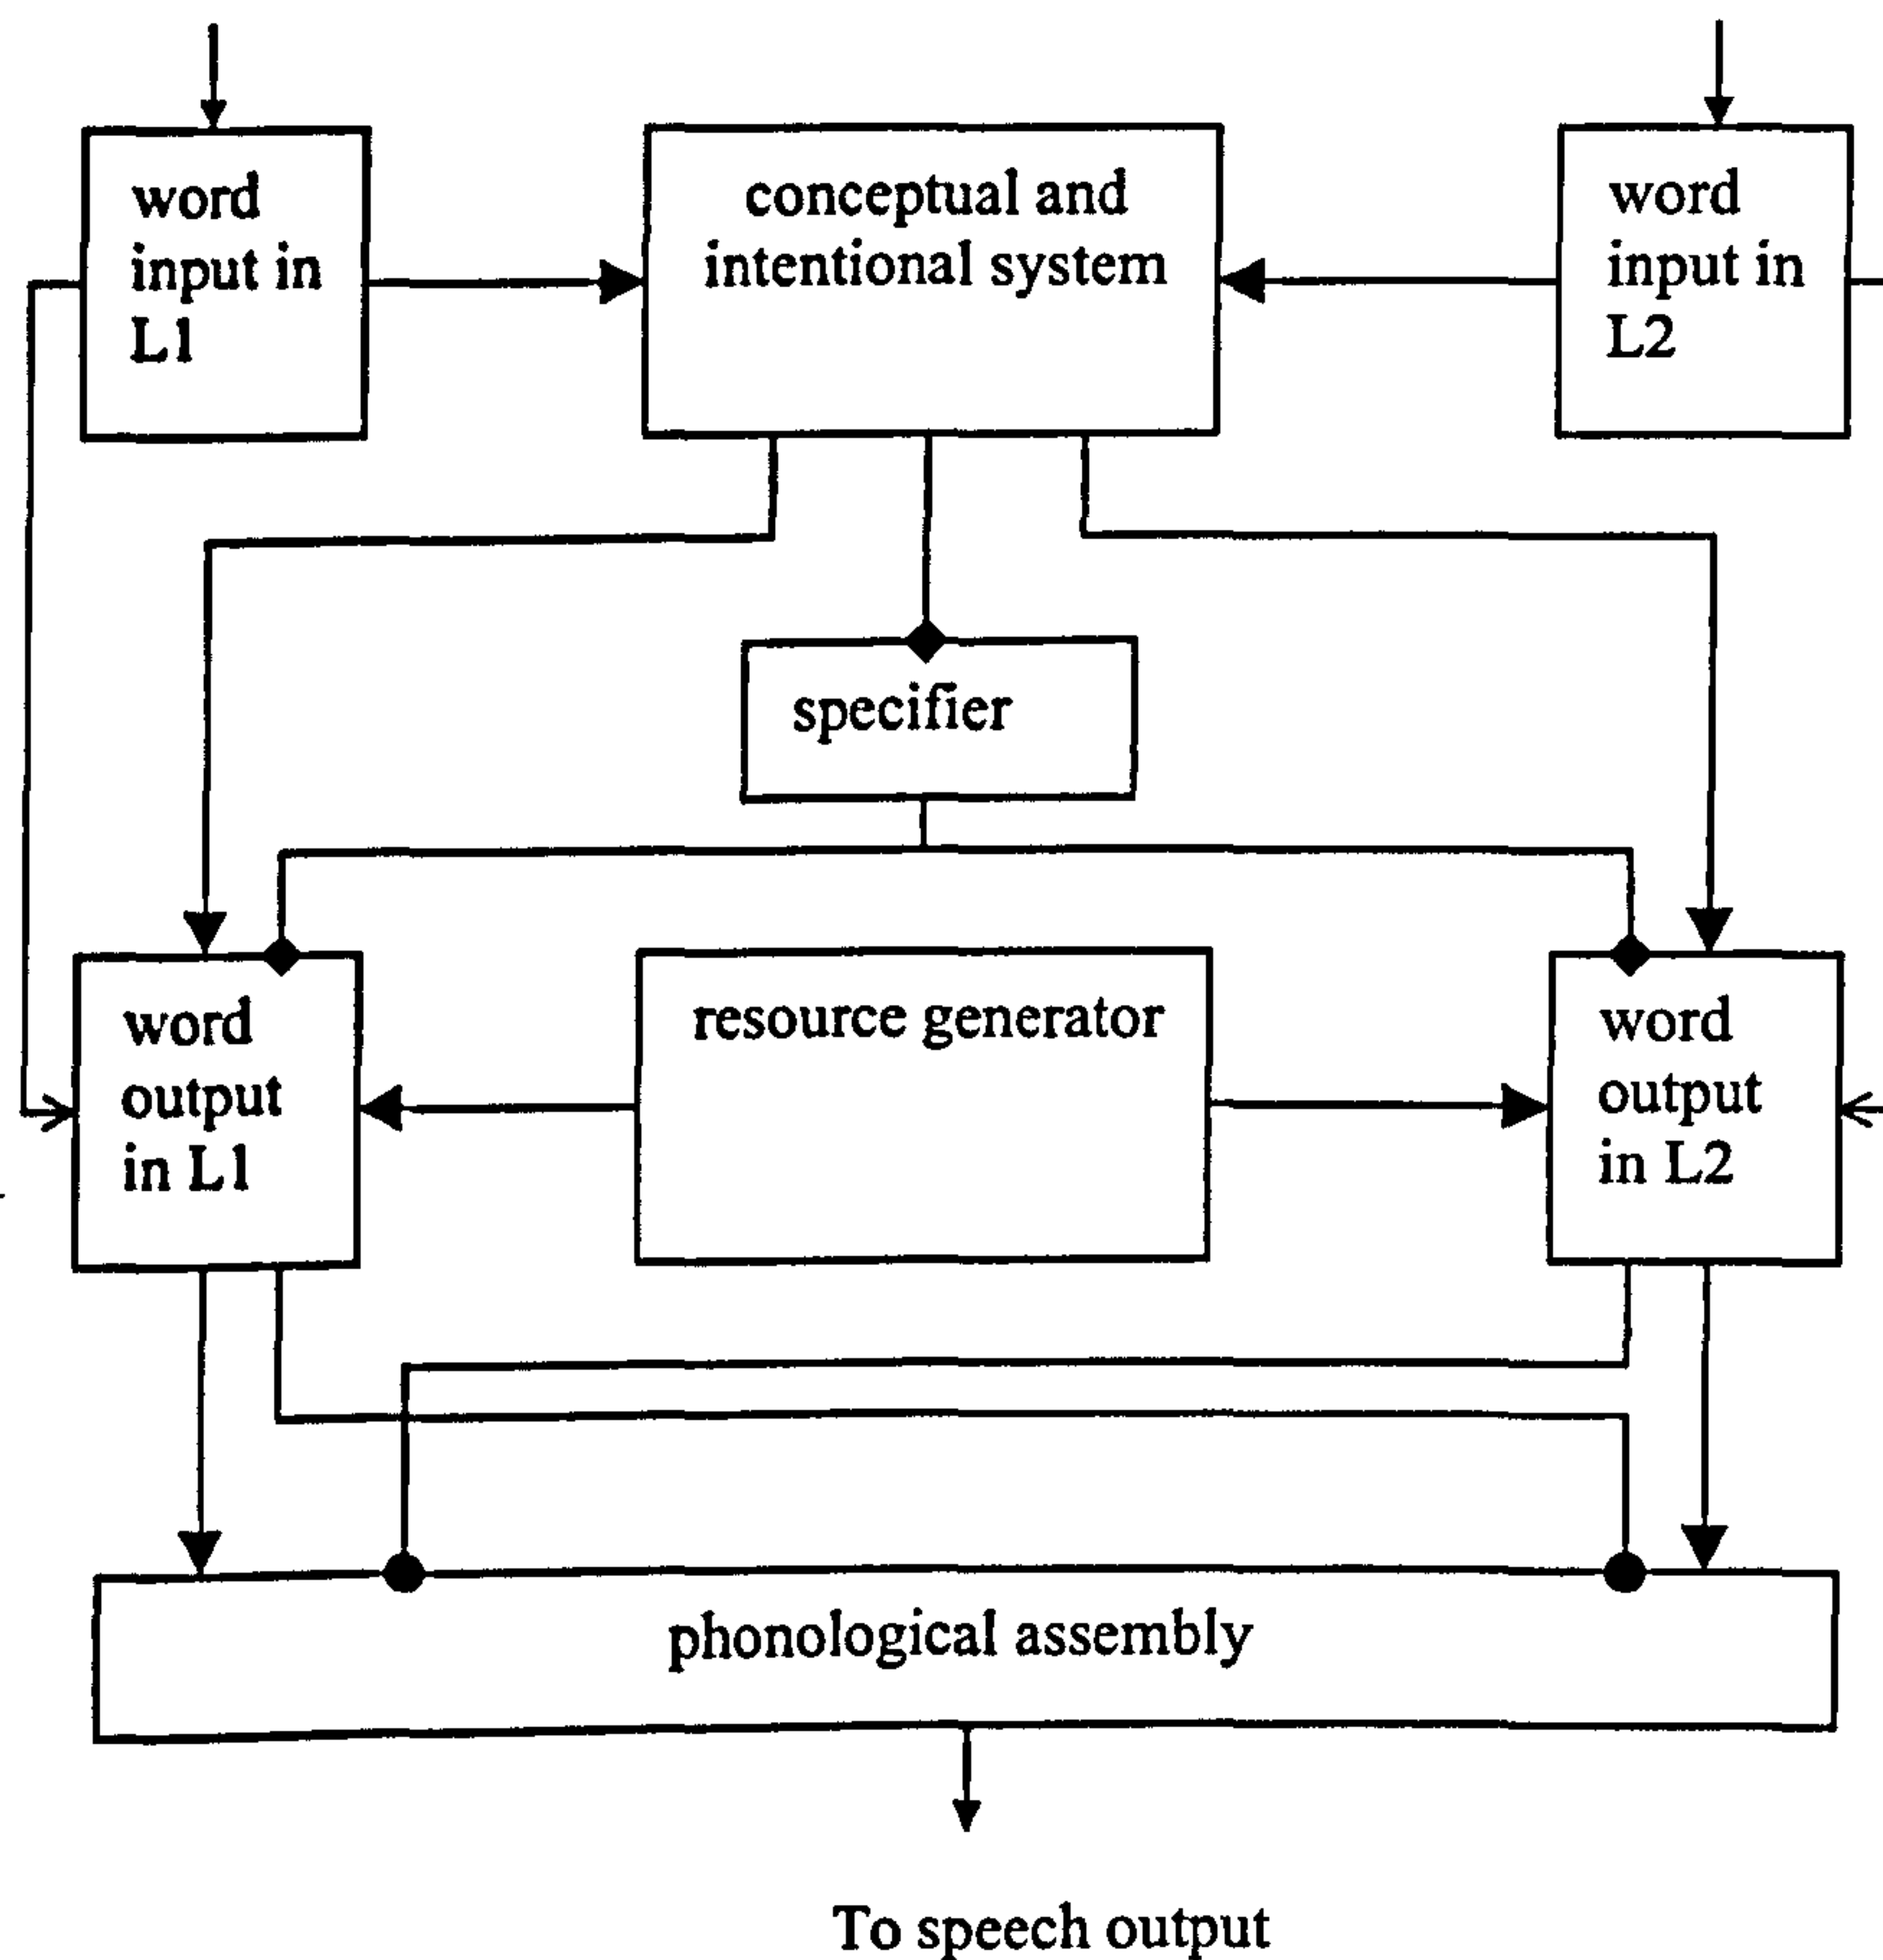 word
input in
L1
conceptual and
intentional system
word
input in
L2
specifier
word
output
in L1
resource generator
word
output
in L2
phonological assembly
To speech output